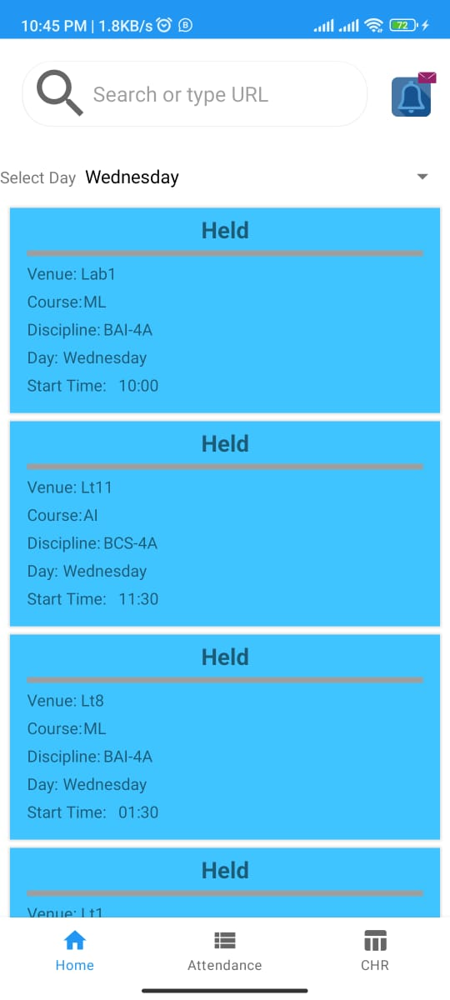 10:45 PM | 1.8KB/s B 72
Search or type URL
Select Day Wednesday
Held
Venue: Lab1
Course:ML
Discipline: BAI-4A
Day: Wednesday
Start Time: 10:00
Held
Venue: Lt11
Course:AI
Discipline: BCS-4A
Day: Wednesday
Start Time: 11:30
Held
Venue: Lt8
Course:ML
Discipline: BAI-4A
Day: Wednesday
Start Time: 01:30
Held
Venue: Lt1
Home Attendance CHR